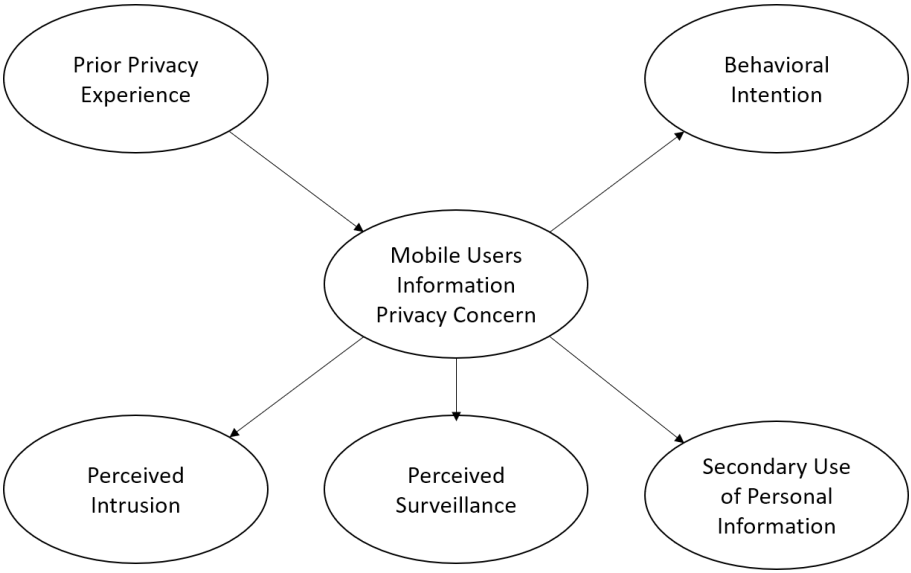 Prior Privacy
Experience
Behavioral
Intention
Mobile Users
Information
Privacy Concern
Perceived
Intrusion
Perceived
Surveillance
Secondary Use
of Personal
Information